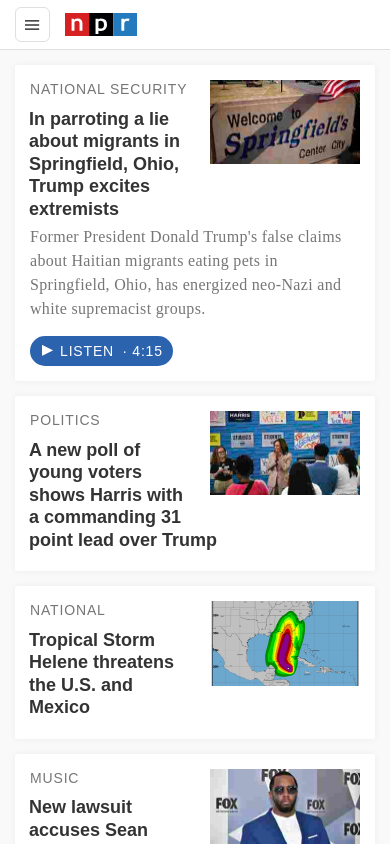 npr
NATIONAL SECURITY
In parroting a lie
about migrants in
Springfield, Ohio,
Trump excites
extremists
Welcome to
Springfield's
Center City
Former President Donald Trump's false claims
about Haitian migrants eating pets in
Springfield, Ohio, has energized neo-Nazi and
white supremacist groups.
LISTEN · 4:15
POLITICS
A new poll of
young voters
shows Harris with
a commanding 31
point lead over Trump
HARRIS
NATIONAL
Tropical Storm
Helene threatens
the U.S. and
Mexico
MUSIC
New lawsuit
accuses Sean
FOX
FOX
FOX
FOX